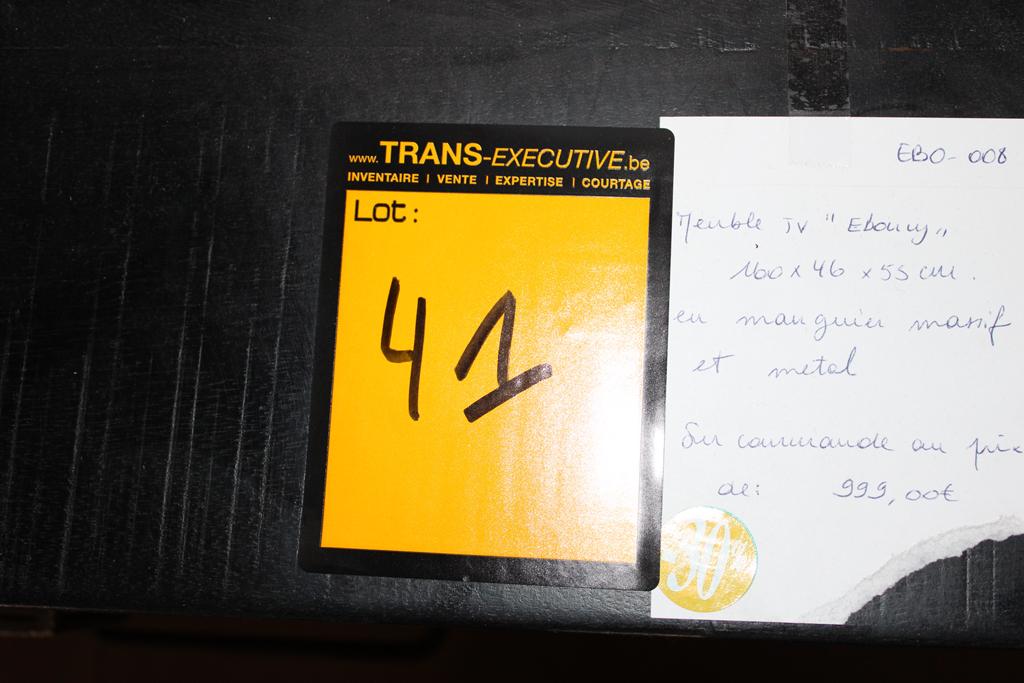 www.TRANS-EXECUTIVE.be
INVENTAIRE | VENTE | EXPERTISE | COURTAGE
Lot:
41
EBO-008
Meuble TV "Ebony"
160 x 46 x 55 cm.
en manguier massif
et metal
Sur commande au prix
de: 999,00€
30%